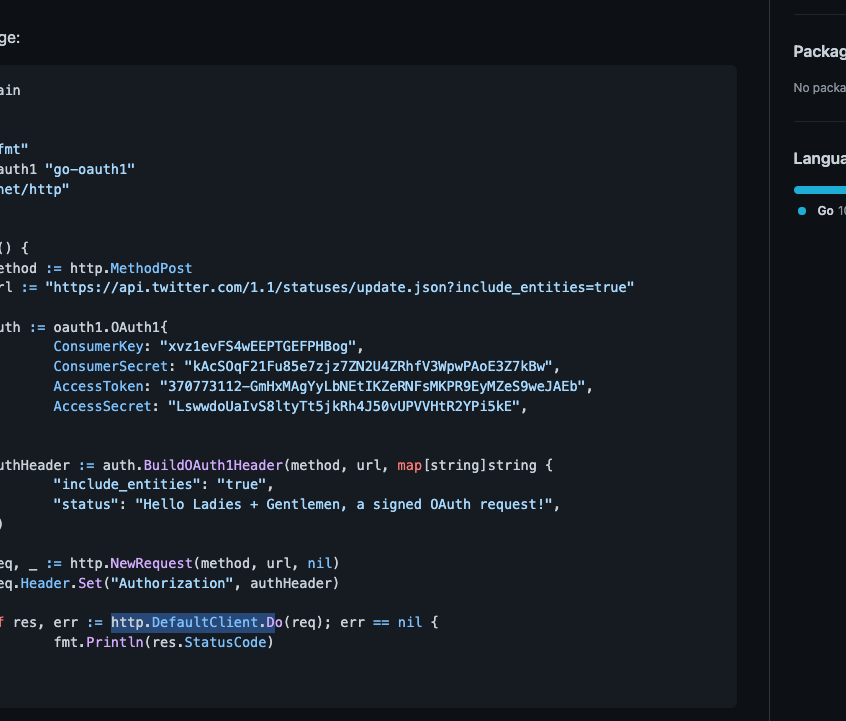 ge:
ain
fmt"
auth1 "go-oauth1"
net/http"
() {
ethod := http.MethodPost
rl := "https://api.twitter.com/1.1/statuses/update.json?include_entities=true"
uth := oauth1.OAuth1{
ConsumerKey: "xvz1evFS4wEEPTGEFPHBog",
ConsumerSecret: "kAcSOqF21Fu85e7zjz7ZN2U4ZRhfV3WpwPAoE3Z7kBw",
AccessToken: "370773112-GmHxMAgYyLbNEtIKZeRNFsMKPR9EyMZeS9weJAEb",
AccessSecret: "LswwdoUaIvS8ltyTt5jkRh4J50vUPVVHtR2YPi5kE",
uthHeader := auth.BuildOAuth1Header(method, url, map[string]string {
"include_entities": "true",
"status": "Hello Ladies + Gentlemen, a signed OAuth request!",
)
eq, _ := http.NewRequest(method, url, nil)
eq.Header.Set("Authorization", authHeader)
f res, err := http.DefaultClient.Do(req); err == nil {
fmt.Println(res.StatusCode)
Packag
No packa
Langua
Go 10